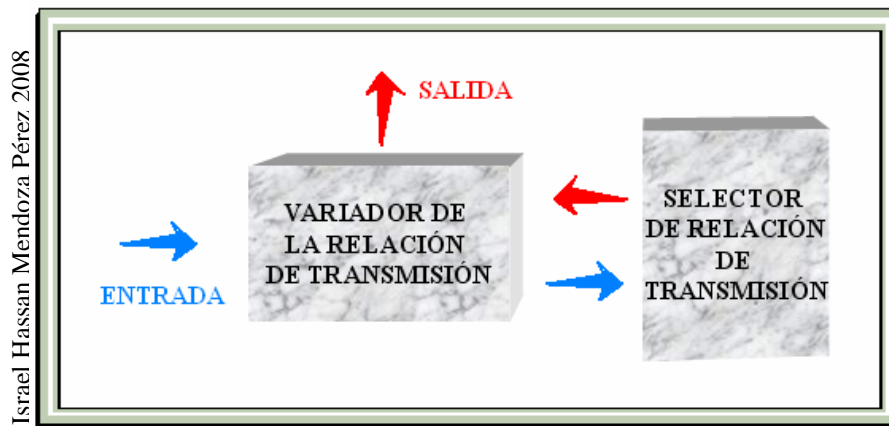 Israel Hassan Mendoza Pérez 2008
SALIDA
ENTRADA
VARIADOR DE
LA RELACIÓN
DE TRANSMISIÓN
SELECTOR
DE RELACIÓN
DE
TRANSMISIÓN